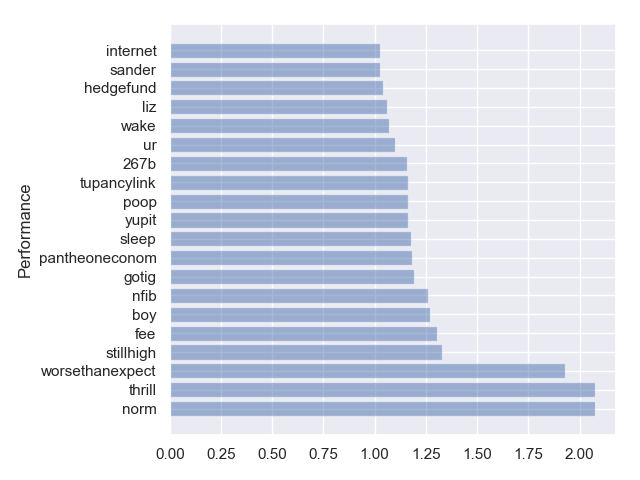 internet
sander
hedgefund
liz
wake
ur
267b
tupancylink
poop
yupit
sleep
pantheoneconom
gotig
nfib
boy
fee
stillhigh
worsethanexpect
thrill
norm
Performance
0.00 0.25 0.50 0.75 1.00 1.25 1.50 1.75 2.00